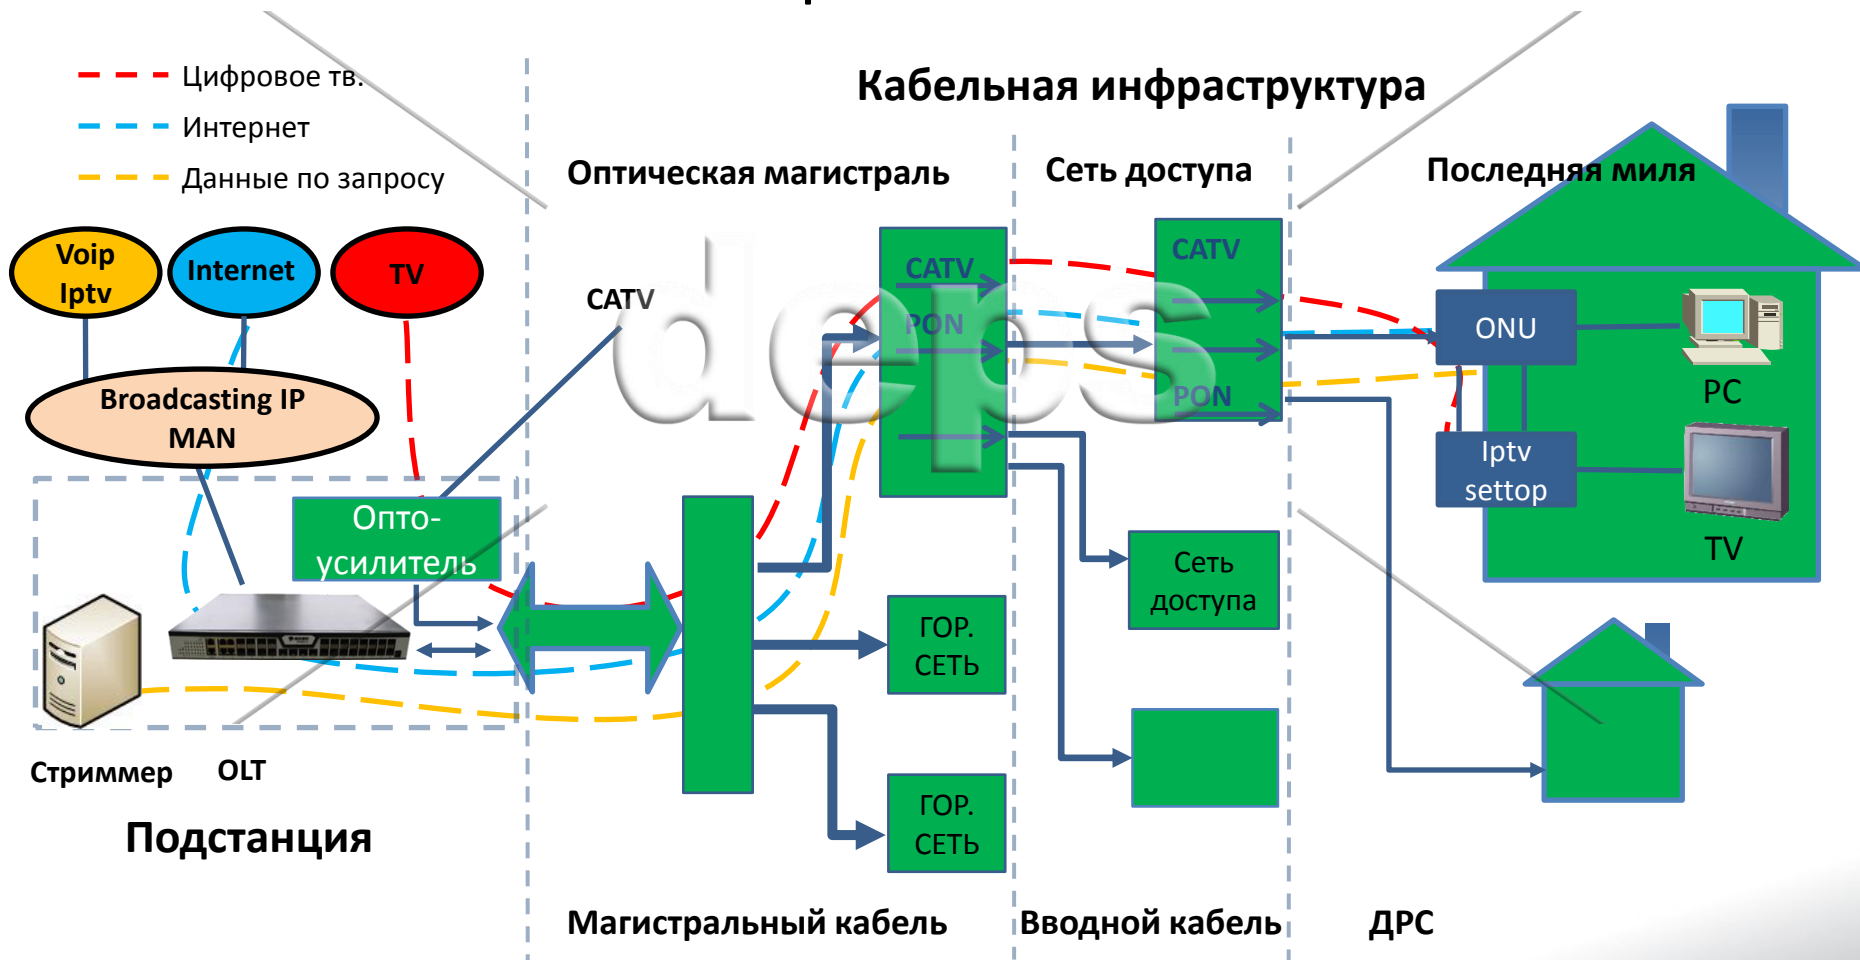 Кабельная инфраструктура
Цифровое тв.
Интернет
Данные по запросу
Оптическая магистраль
Сеть доступа
Последняя миля
Voip
Iptv
Internet
TV
CATV
Broadcasting IP
MAN
CATV
PON
CATV
PON
deps
ONU
PC
Iptv
settop
TV
Опто-
усилитель
Сеть
доступа
ГОР.
СЕТЬ
ГОР.
СЕТЬ
Стриммер
OLT
Подстанция
Магистральный кабель
Вводной кабель
ДРС